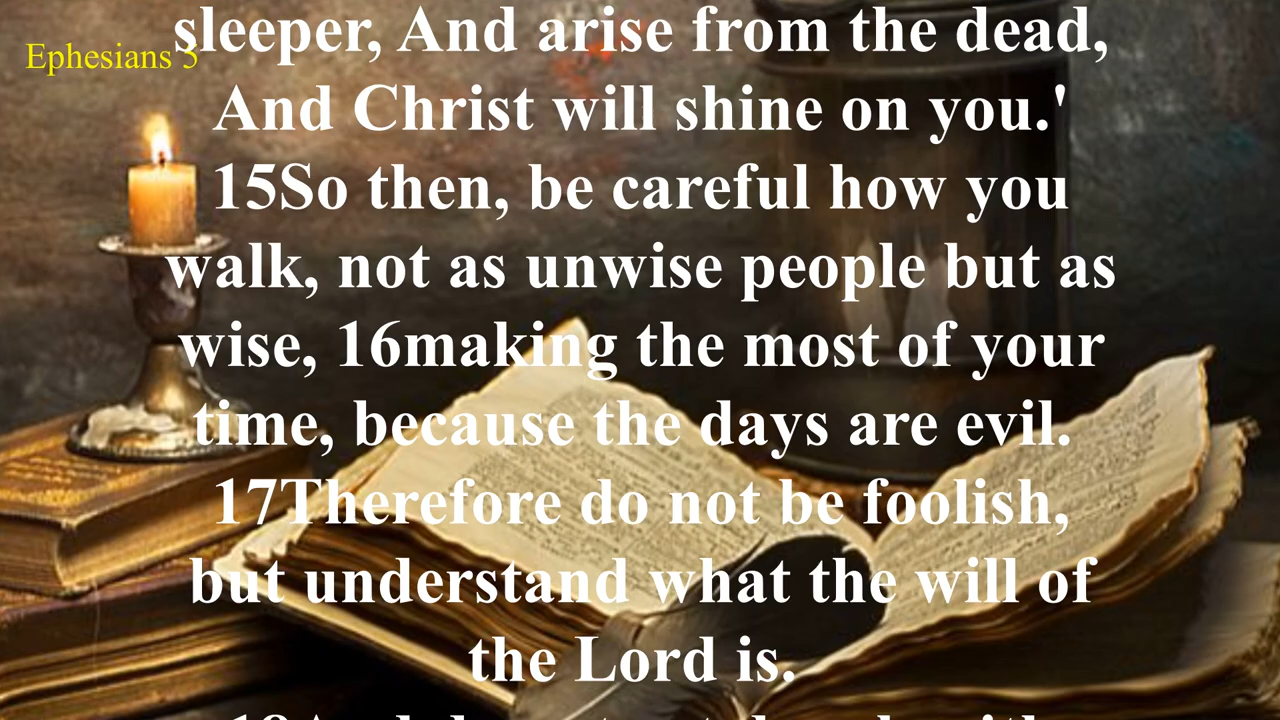 Ephesians 5
sleeper, And arise from the dead,
And Christ will shine on you.'
15So then, be careful how you
walk, not as unwise people but as
wise, 16making the most of your
time, because the days are evil.
17Therefore do not be foolish,
but understand what the will of
the Lord is.